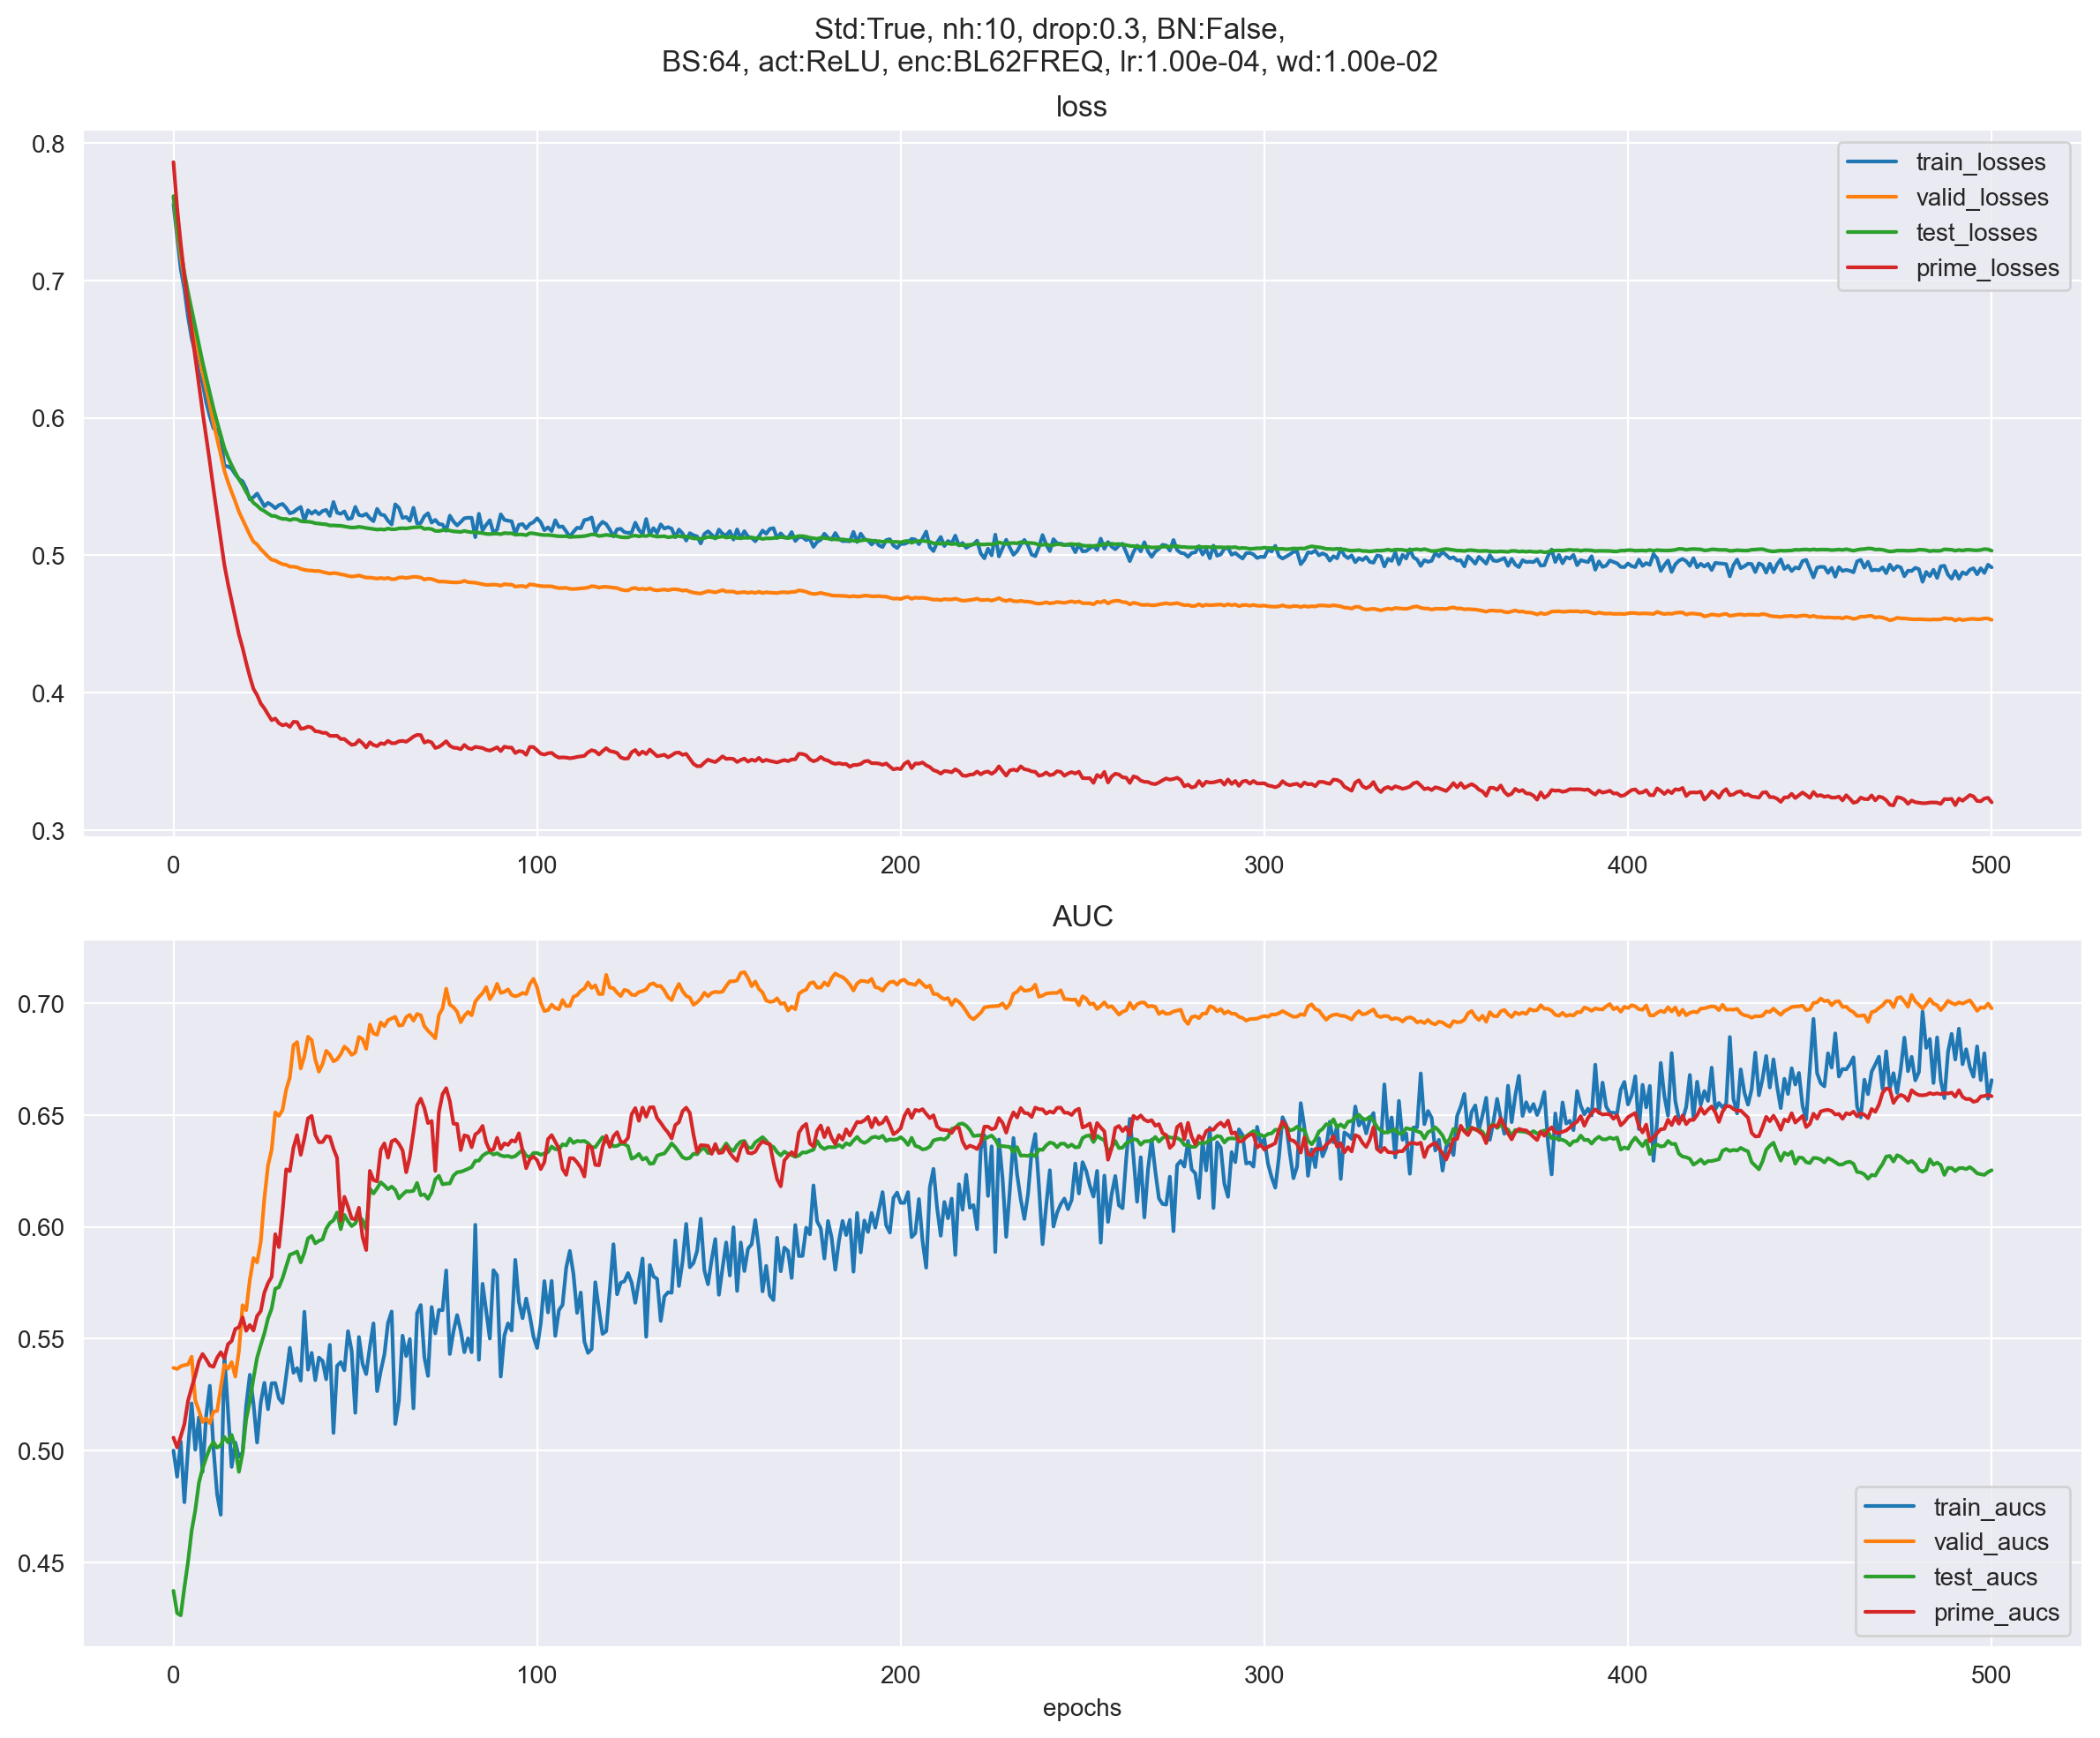 Std:True, nh:10, drop:0.3, BN:False,
BS:64, act:ReLU, enc:BL62FREQ, lr:1.00e-04, wd:1.00e-02
loss
0.8
0.7
0.6
0.5
0.4
0.3
train_losses
valid_losses
test_losses
prime_losses
0 100 200 300 400 500
AUC
0.70
0.65
0.60
0.55
0.50
0.45
train_aucs
valid_aucs
test_aucs
prime_aucs
0 100 200 300 400 500
epochs